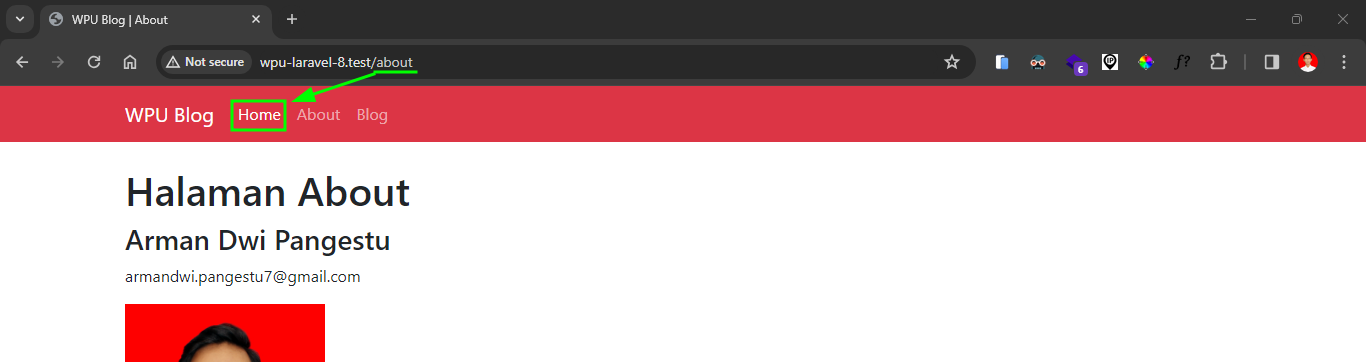 WPU Blog | About
Not secure wpu-laravel-8.test/about
6 IP f?
WPU Blog Home About Blog
Halaman About
Arman Dwi Pangestu
armandwi.pangestu7@gmail.com